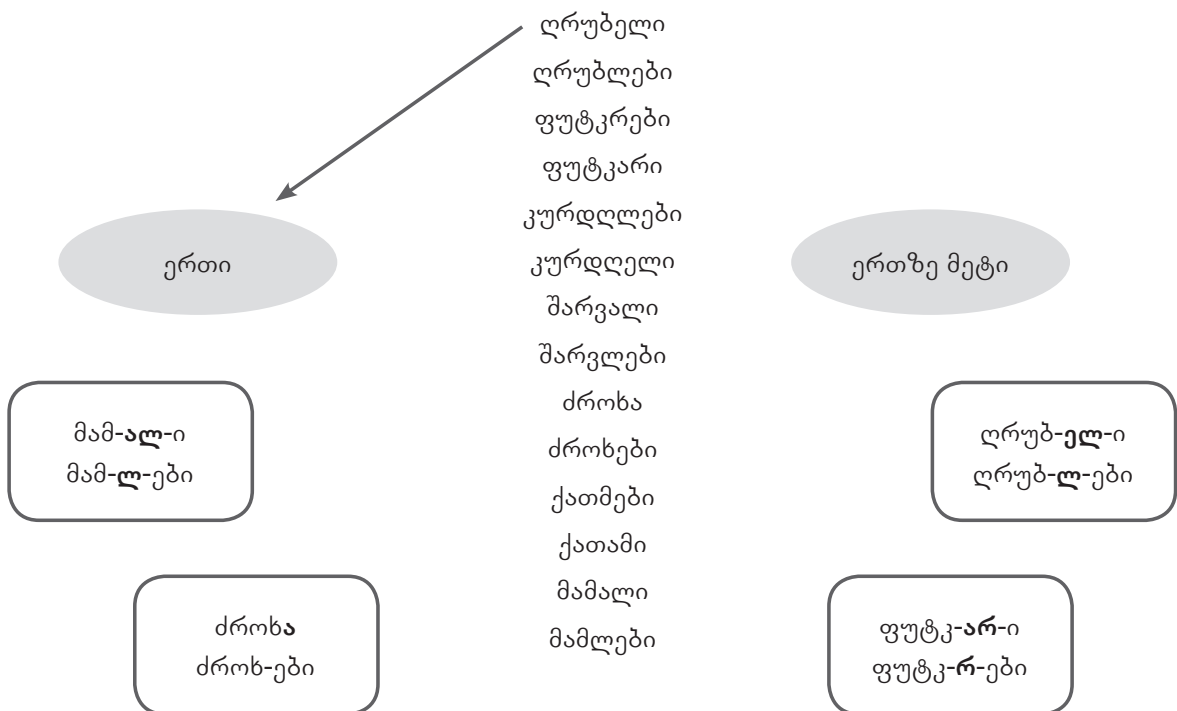 ღრუბელი
ღრუბლები
ფუტკრები
ფუტკარი
კურდღლები
კურდღელი
შარვალი
შარვლები
ძროხა
ძროხები
ქათმები
ქათამი
მამალი
მამლები
ერთი
ერთზე მეტი
მამ-ალ-ი
მამ-ლ-ები
ღრუბ-ელ-ი
ღრუბ-ლ-ები
ძროხა
ძროხ-ები
ფუტკ-არ-ი
ფუტკ-რ-ები